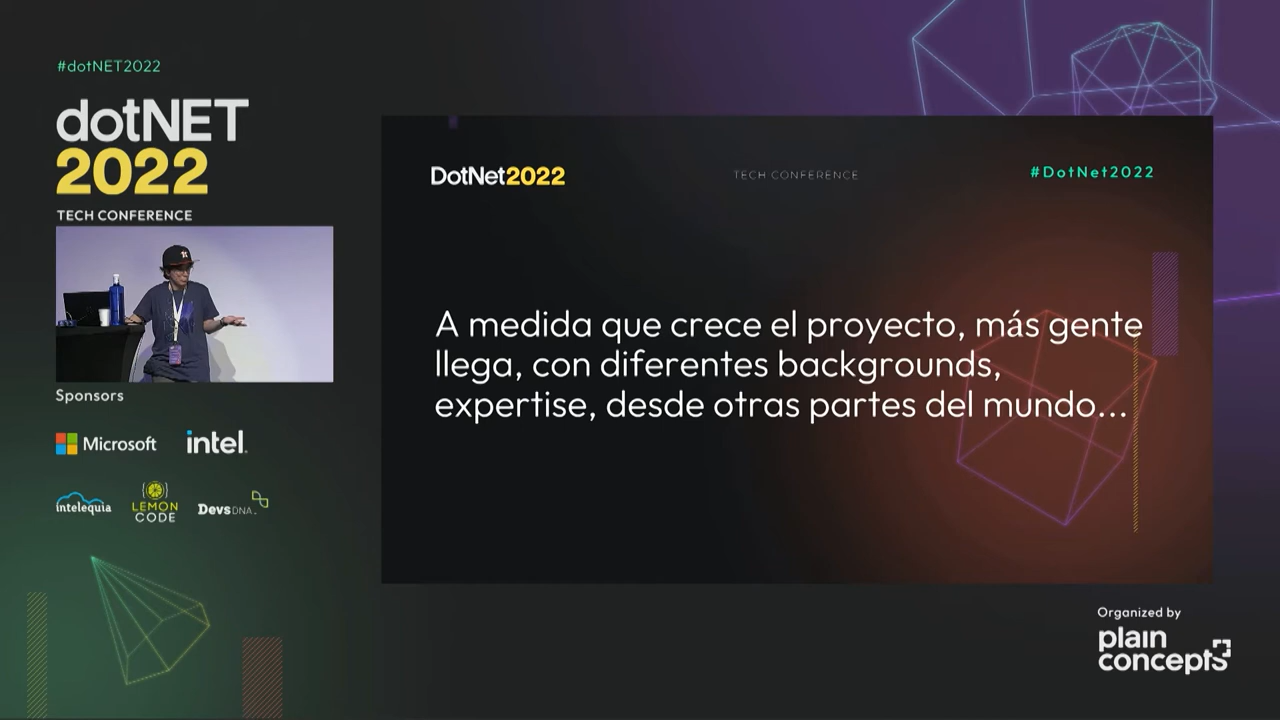 #dotNET2022
dotNET
2022
TECH CONFERENCE
Sponsors
Microsoft
intel.
intelequia
LEMON
CODE
DevsDNA
DotNet2022
TECH CONFERENCE
#DotNet2022
A medida que crece el proyecto, más gente
llega, con diferentes backgrounds,
expertise, desde otras partes del mundo...
Organized by
plain
concepts